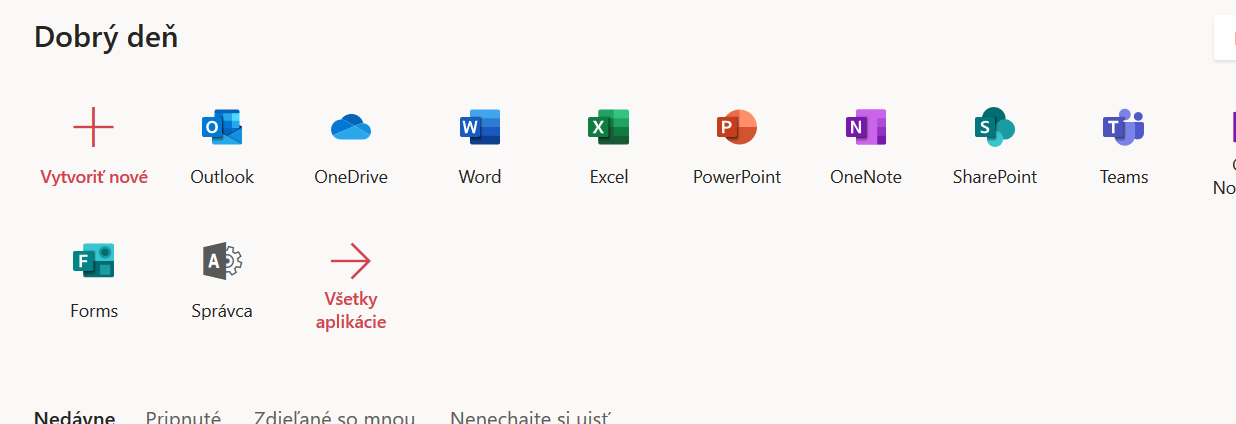 Dobrý deň
Vytvoriť nové
Outlook
OneDrive
Word
Excel
PowerPoint
OneNote
SharePoint
Teams
Forms
Správca
Všetky
aplikácie
Nedávne
Pripnuté
Zdieľané so mnou
Nenechajte si ujsť